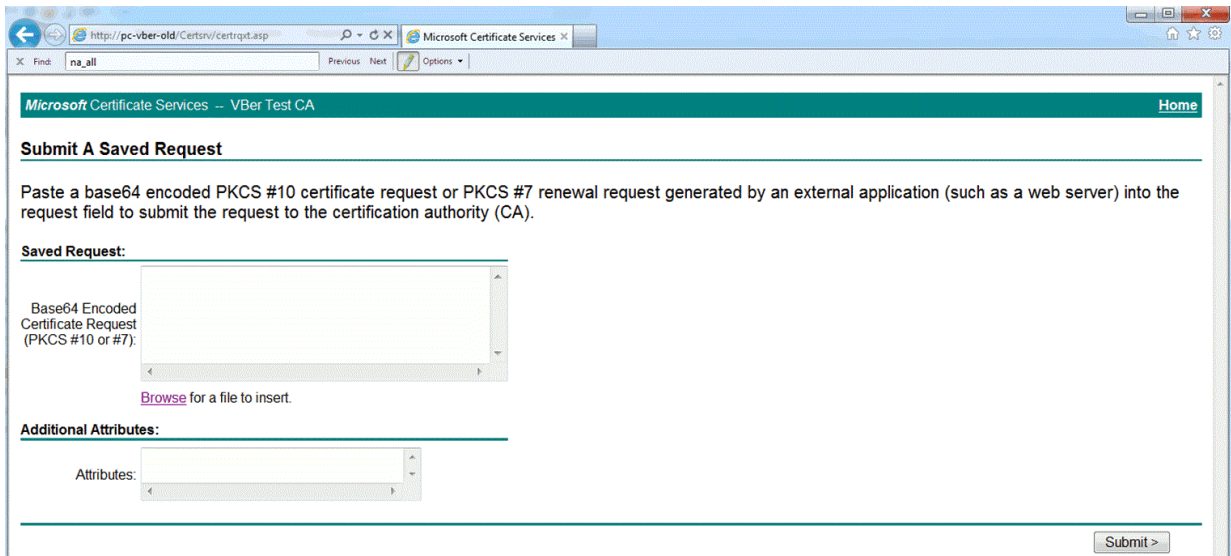 http://pc-vber-old/Certsrv/certrqxt.asp
Microsoft Certificate Services
X Find: na_all Previous Next Options
Microsoft Certificate Services -- VBer Test CA Home
Submit A Saved Request
Paste a base64 encoded PKCS #10 certificate request or PKCS #7 renewal request generated by an external application (such as a web server) into the
request field to submit the request to the certification authority (CA).
Saved Request:
Base64 Encoded
Certificate Request
(PKCS #10 or #7):
Browse for a file to insert.
Additional Attributes:
Attributes:
Submit >